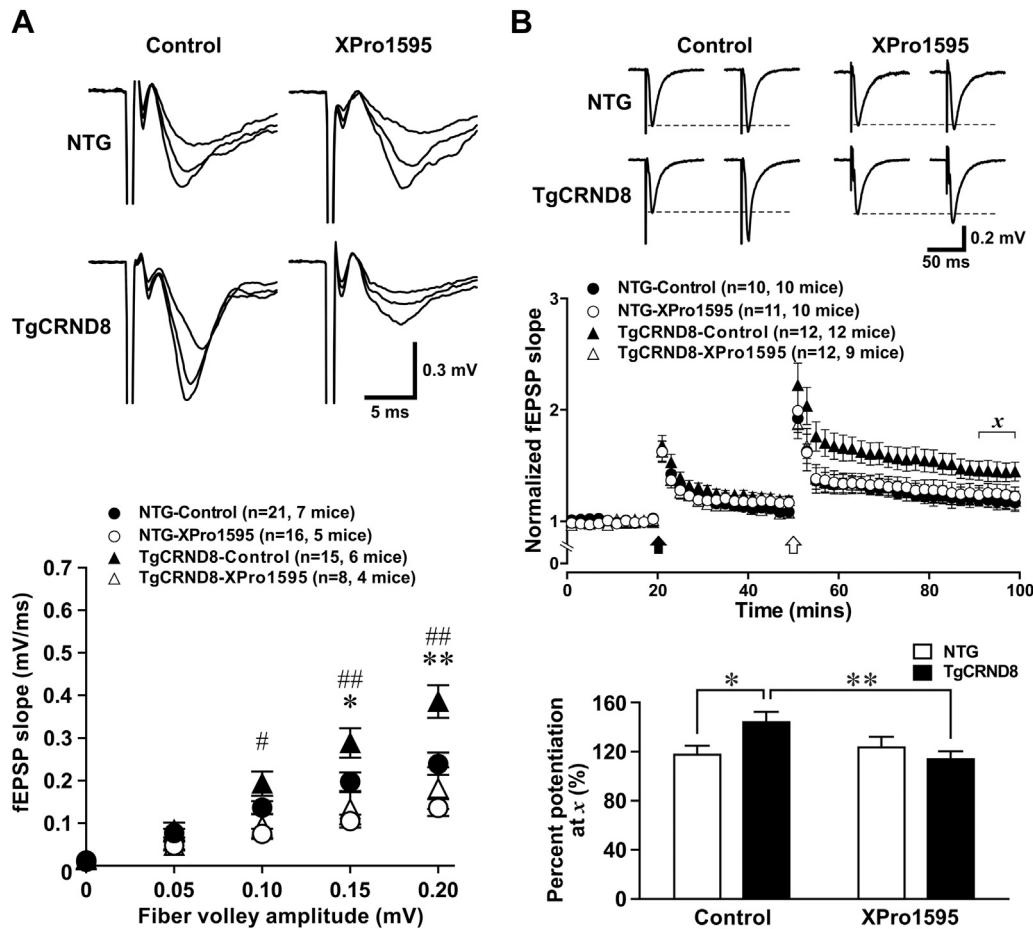 A
Control XPro1595
NTG
TgCRND8
0.3 mV
5 ms
NTG-Control (n=21, 7 mice)
NTG-XPro1595 (n=16, 5 mice)
TgCRND8-Control (n=15, 6 mice)
TgCRND8-XPro1595 (n=8, 4 mice)
fEPSP slope (mV/ms)
0.7
0.6
0.5
0.4
0.3
0.2
0.1
0
## 
**
##
*
#
0 0.05 0.10 0.15 0.20
Fiber volley amplitude (mV)
B
Control XPro1595
NTG
TgCRND8
0.2 mV
50 ms
NTG-Control (n=10, 10 mice)
NTG-XPro1595 (n=11, 10 mice)
TgCRND8-Control (n=12, 12 mice)
TgCRND8-XPro1595 (n=12, 9 mice)
Normalized fEPSP slope
3
2
1
0
x
0 20 40 60 80 100
Time (mins)
NTG
TgCRND8
* **
Percent potentiation
at x (%)
160
120
80
40
0
Control XPro1595